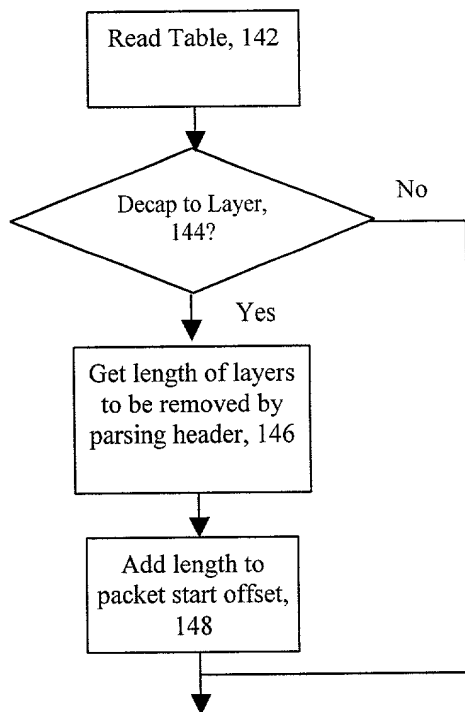 Read Table, 142
Decap to Layer,
144?
No
Yes
Get length of layers
to be removed by
parsing header, 146
Add length to
packet start offset,
148